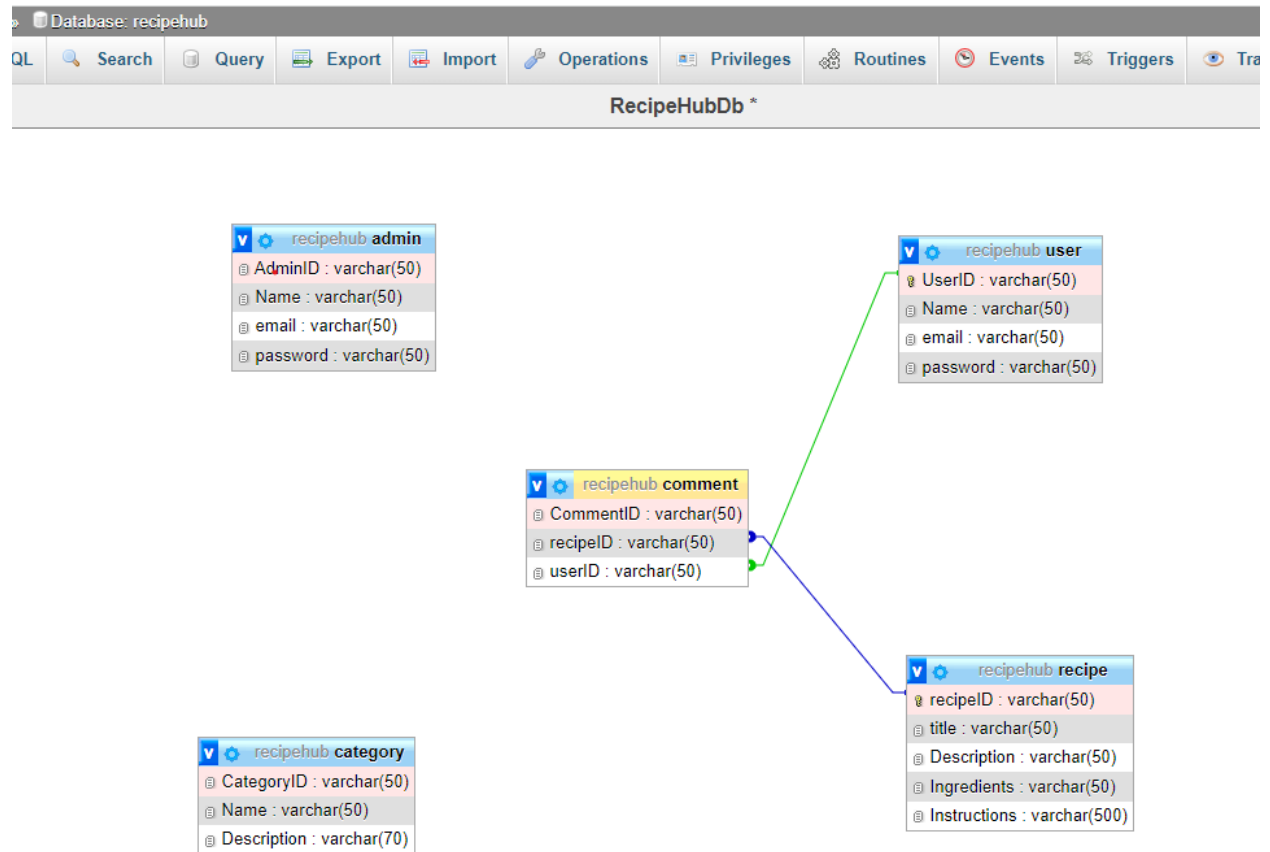 Database: recipehub
QL Search Query Export Import Operations Privileges Routines Events Triggers Tra
RecipeHubDb *
recipehub admin
AdminID : varchar(50)
Name : varchar(50)
email : varchar(50)
password : varchar(50)
recipehub user
UserID : varchar(50)
Name : varchar(50)
email : varchar(50)
password : varchar(50)
recipehub comment
CommentID : varchar(50)
recipeID : varchar(50)
userID : varchar(50)
recipehub recipe
recipeID : varchar(50)
title : varchar(50)
Description : varchar(50)
Ingredients : varchar(50)
Instructions : varchar(500)
recipehub category
CategoryID : varchar(50)
Name : varchar(50)
Description : varchar(70)